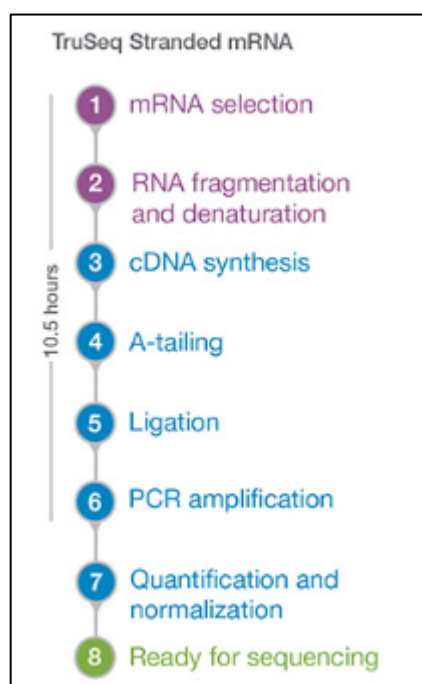 TruSeq Stranded mRNA
1 mRNA selection
2 RNA fragmentation
and denaturation
3 cDNA synthesis
4 A-tailing
5 Ligation
6 PCR amplification
7 Quantification and
normalization
8 Ready for sequencing
10.5 hours